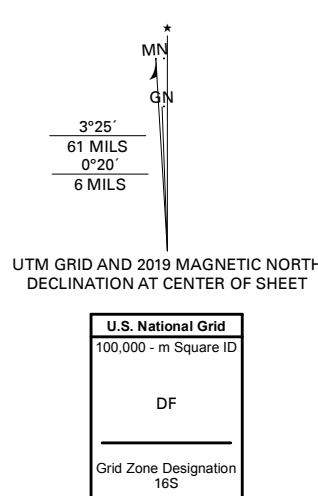 MN
GN
3°25´
61 MILS
0°20´
6 MILS
UTM GRID AND 2019 MAGNETIC NORTH
DECLINATION AT CENTER OF SHEET
U.S. National Grid
100,000 - m Square ID
DF
Grid Zone Designation
16S